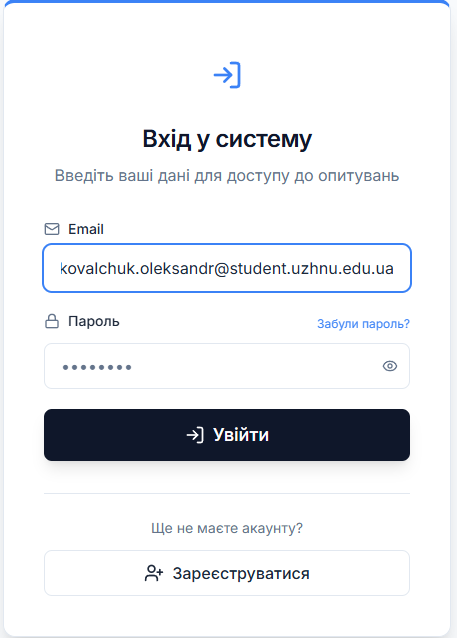 Вхід у систему
Введіть ваші дані для доступу до опитувань
Email
kovalchuk.oleksandr@student.uzhnu.edu.ua
Пароль
Забули пароль?
••••••••
Увійти
Ще не маєте акаунту?
Зареєструватися